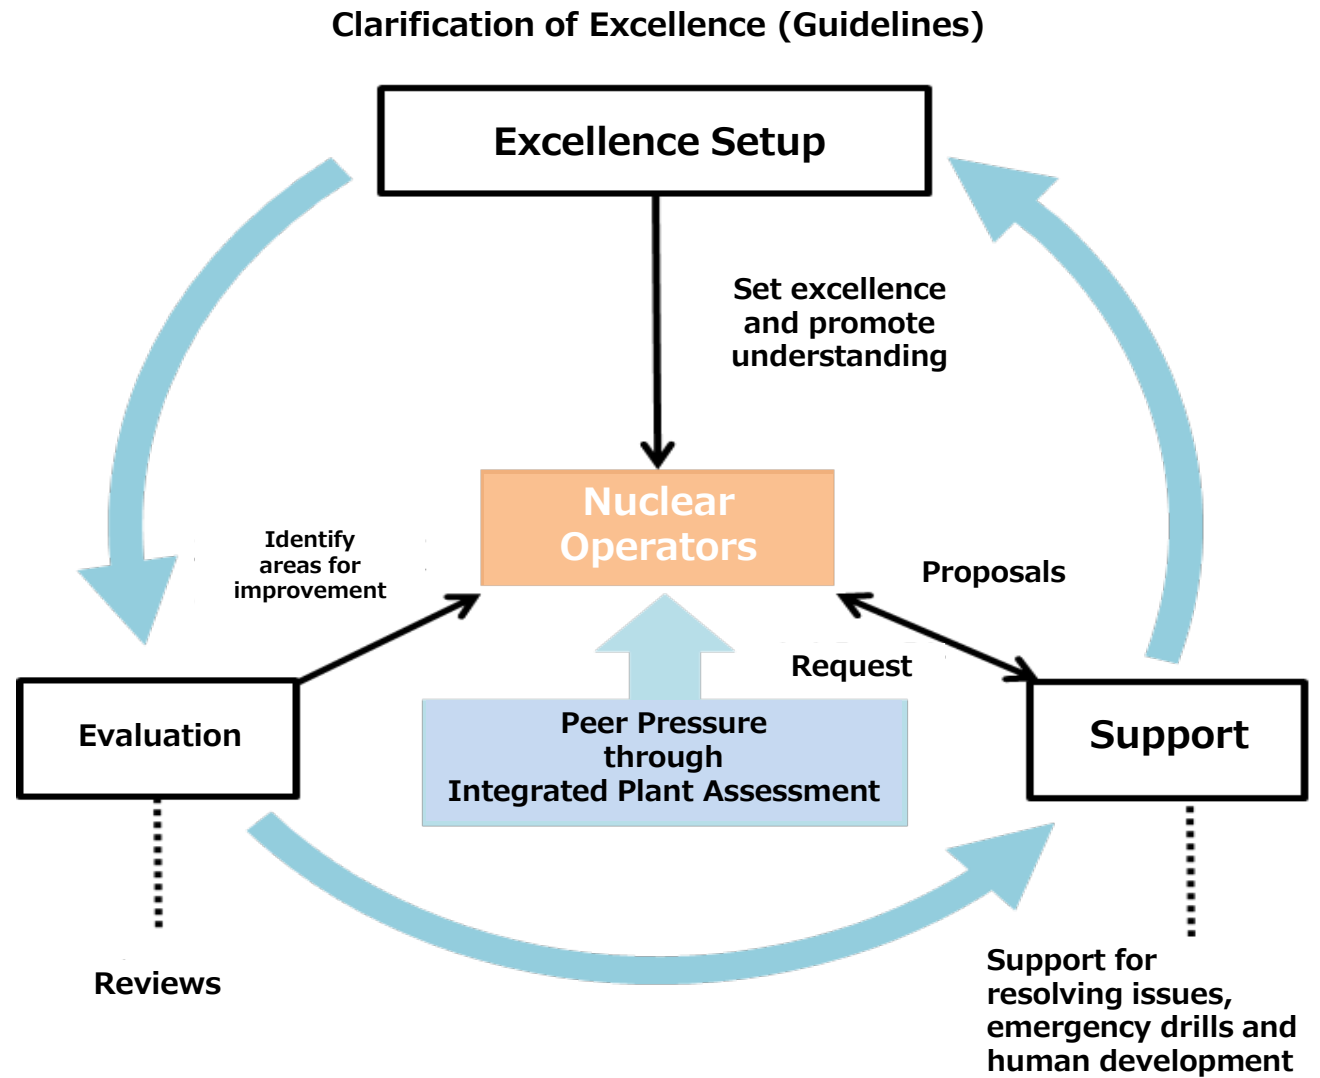 Clarification of Excellence (Guidelines)
Excellence Setup
Set excellence
and promote
understanding
Nuclear
Operators
Identify
areas for
improvement
Proposals
Request
Evaluation
Peer Pressure
through
Integrated Plant Assessment
Support
Reviews
Support for
resolving issues,
emergency drills and
human development